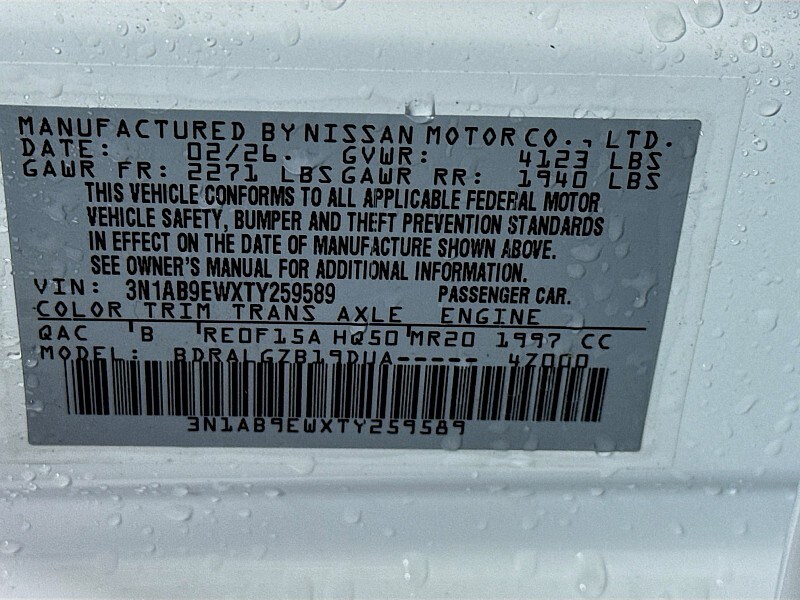 MANUFACTURED BY NISSAN MOTOR CO., LTD.
DATE: 02/26. GVWR: 4123 LBS
GAWR FR: 2271 LBS GAWR RR: 1940 LBS
THIS VEHICLE CONFORMS TO ALL APPLICABLE FEDERAL MOTOR
VEHICLE SAFETY, BUMPER AND THEFT PREVENTION STANDARDS
IN EFFECT ON THE DATE OF MANUFACTURE SHOWN ABOVE.
SEE OWNER'S MANUAL FOR ADDITIONAL INFORMATION.
VIN: 3N1AB9EWXTY259589 PASSENGER CAR.
COLOR TRIM TRANS AXLE ENGINE
QAC B RE0F15A HQ50 MR20 1997 CC
MODEL: BDRALGZB19DUA----- 47000
3N1AB9EWXTY259589